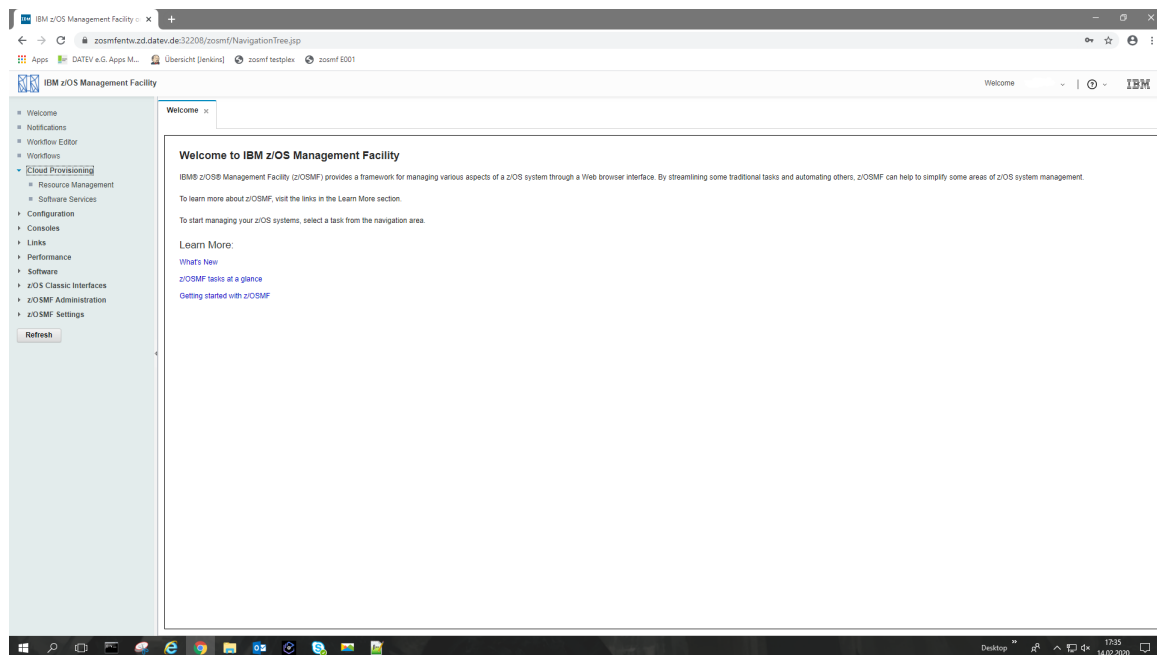 IBM z/OS Management Facility
zosmfentw.zd.datev.de:32208/zosmf/NavigationTree.jsp
Apps DATEV e.G. Apps M... Übersicht [Jenkins] zosmf testplex zosmf E001
IBM z/OS Management Facility
Welcome
IBM
Welcome
Notifications
Workflow Editor
Workflows
Cloud Provisioning
Resource Management
Software Services
Configuration
Consoles
Links
Performance
Software
z/OS Classic Interfaces
z/OSMF Administration
z/OSMF Settings
Refresh
Welcome
Welcome to IBM z/OS Management Facility
IBM® z/OS® Management Facility (z/OSMF) provides a framework for managing various aspects of a z/OS system through a Web browser interface. By streamlining some traditional tasks and automating others, z/OSMF can help to simplify some areas of z/OS system management.
To learn more about z/OSMF, visit the links in the Learn More section.
To start managing your z/OS systems, select a task from the navigation area.
Learn More:
What's New
z/OSMF tasks at a glance
Getting started with z/OSMF
Desktop
17:35
14.02.2020